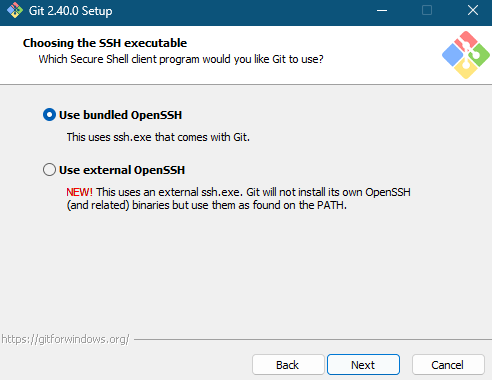 Git 2.40.0 Setup
Choosing the SSH executable
Which Secure Shell client program would you like Git to use?
Use bundled OpenSSH
This uses ssh.exe that comes with Git.
Use external OpenSSH
NEW! This uses an external ssh.exe. Git will not install its own OpenSSH
(and related) binaries but use them as found on the PATH.
https://gitforwindows.org/
Back
Next
Cancel